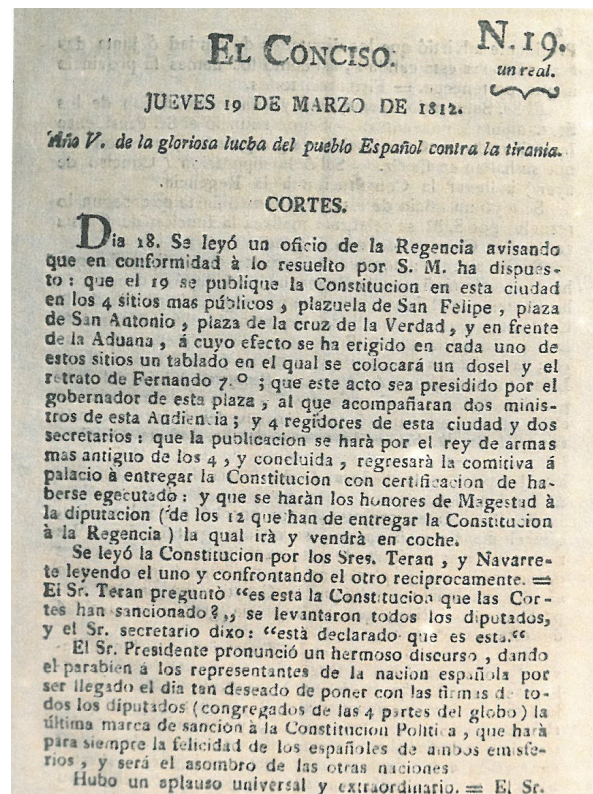 EL CONCISO.
N. 19.
un real.
JUEVES 19 DE MARZO DE 1812.
Año V. de la gloriosa lucha del pueblo Español contra la tirania.
CORTES.
Dia 18. Se leyó un oficio de la Regencia avisando
que en conformidad à lo resuelto por S. M. ha dispues-
to : que el 19 se publique la Constitucion en esta ciudad
en los 4 sitios mas públicos , plazuela de San Felipe , plaza
de San Antonio , plaza de la cruz de la Verdad , y en frente
de la Aduana , á cuyo efecto se ha erigido en cada uno de
estos sitios un tablado en el qual se colocará un dosel y el
retrato de Fernando 7.º ; que este acto sea presidido por el
gobernador de esta plaza , al que acompañaran dos minis-
tros de esta Audiencia ; y 4 regidores de esta ciudad y dos
secretarios : que la publicacion se harà por el rey de armas
mas antiguo de los 4 , y concluida , regresarà la comitiva á
palacio à entregar la Constitucion con certificacion de ha-
berse egecutado : y que se haràn los honores de Magestad à
la diputacion ( de los 12 que han de entregar la Constitucion
à la Regencia ) la qual irà y vendrà en coche.
Se leyó la Constitucion por los Sres. Teran , y Navarre-
te leyendo el uno y confrontando el otro reciprocamente. =
El Sr. Teran preguntò “es esta la Constitucion que las Cor-
tes han sancionado ? ,, se levantaron todos los diputados,
y el Sr. secretario dixo: “està declarado que es esta.“
El Sr. Presidente pronunció un hermoso discurso , dando
el parabien á los representantes de la nacion española por
ser llegado el dia tan deseado de poner con las firmas de to-
dos los diputados ( congregados de las 4 partes del globo ) la
última marca de sanción à la Constitucion Politica , que harà
para siempre la felicidad de los españoles de ambos emisfe-
rios , y será el asombro de las otras naciones
Hubo un aplauso universal y extraordinario. = El Sr.